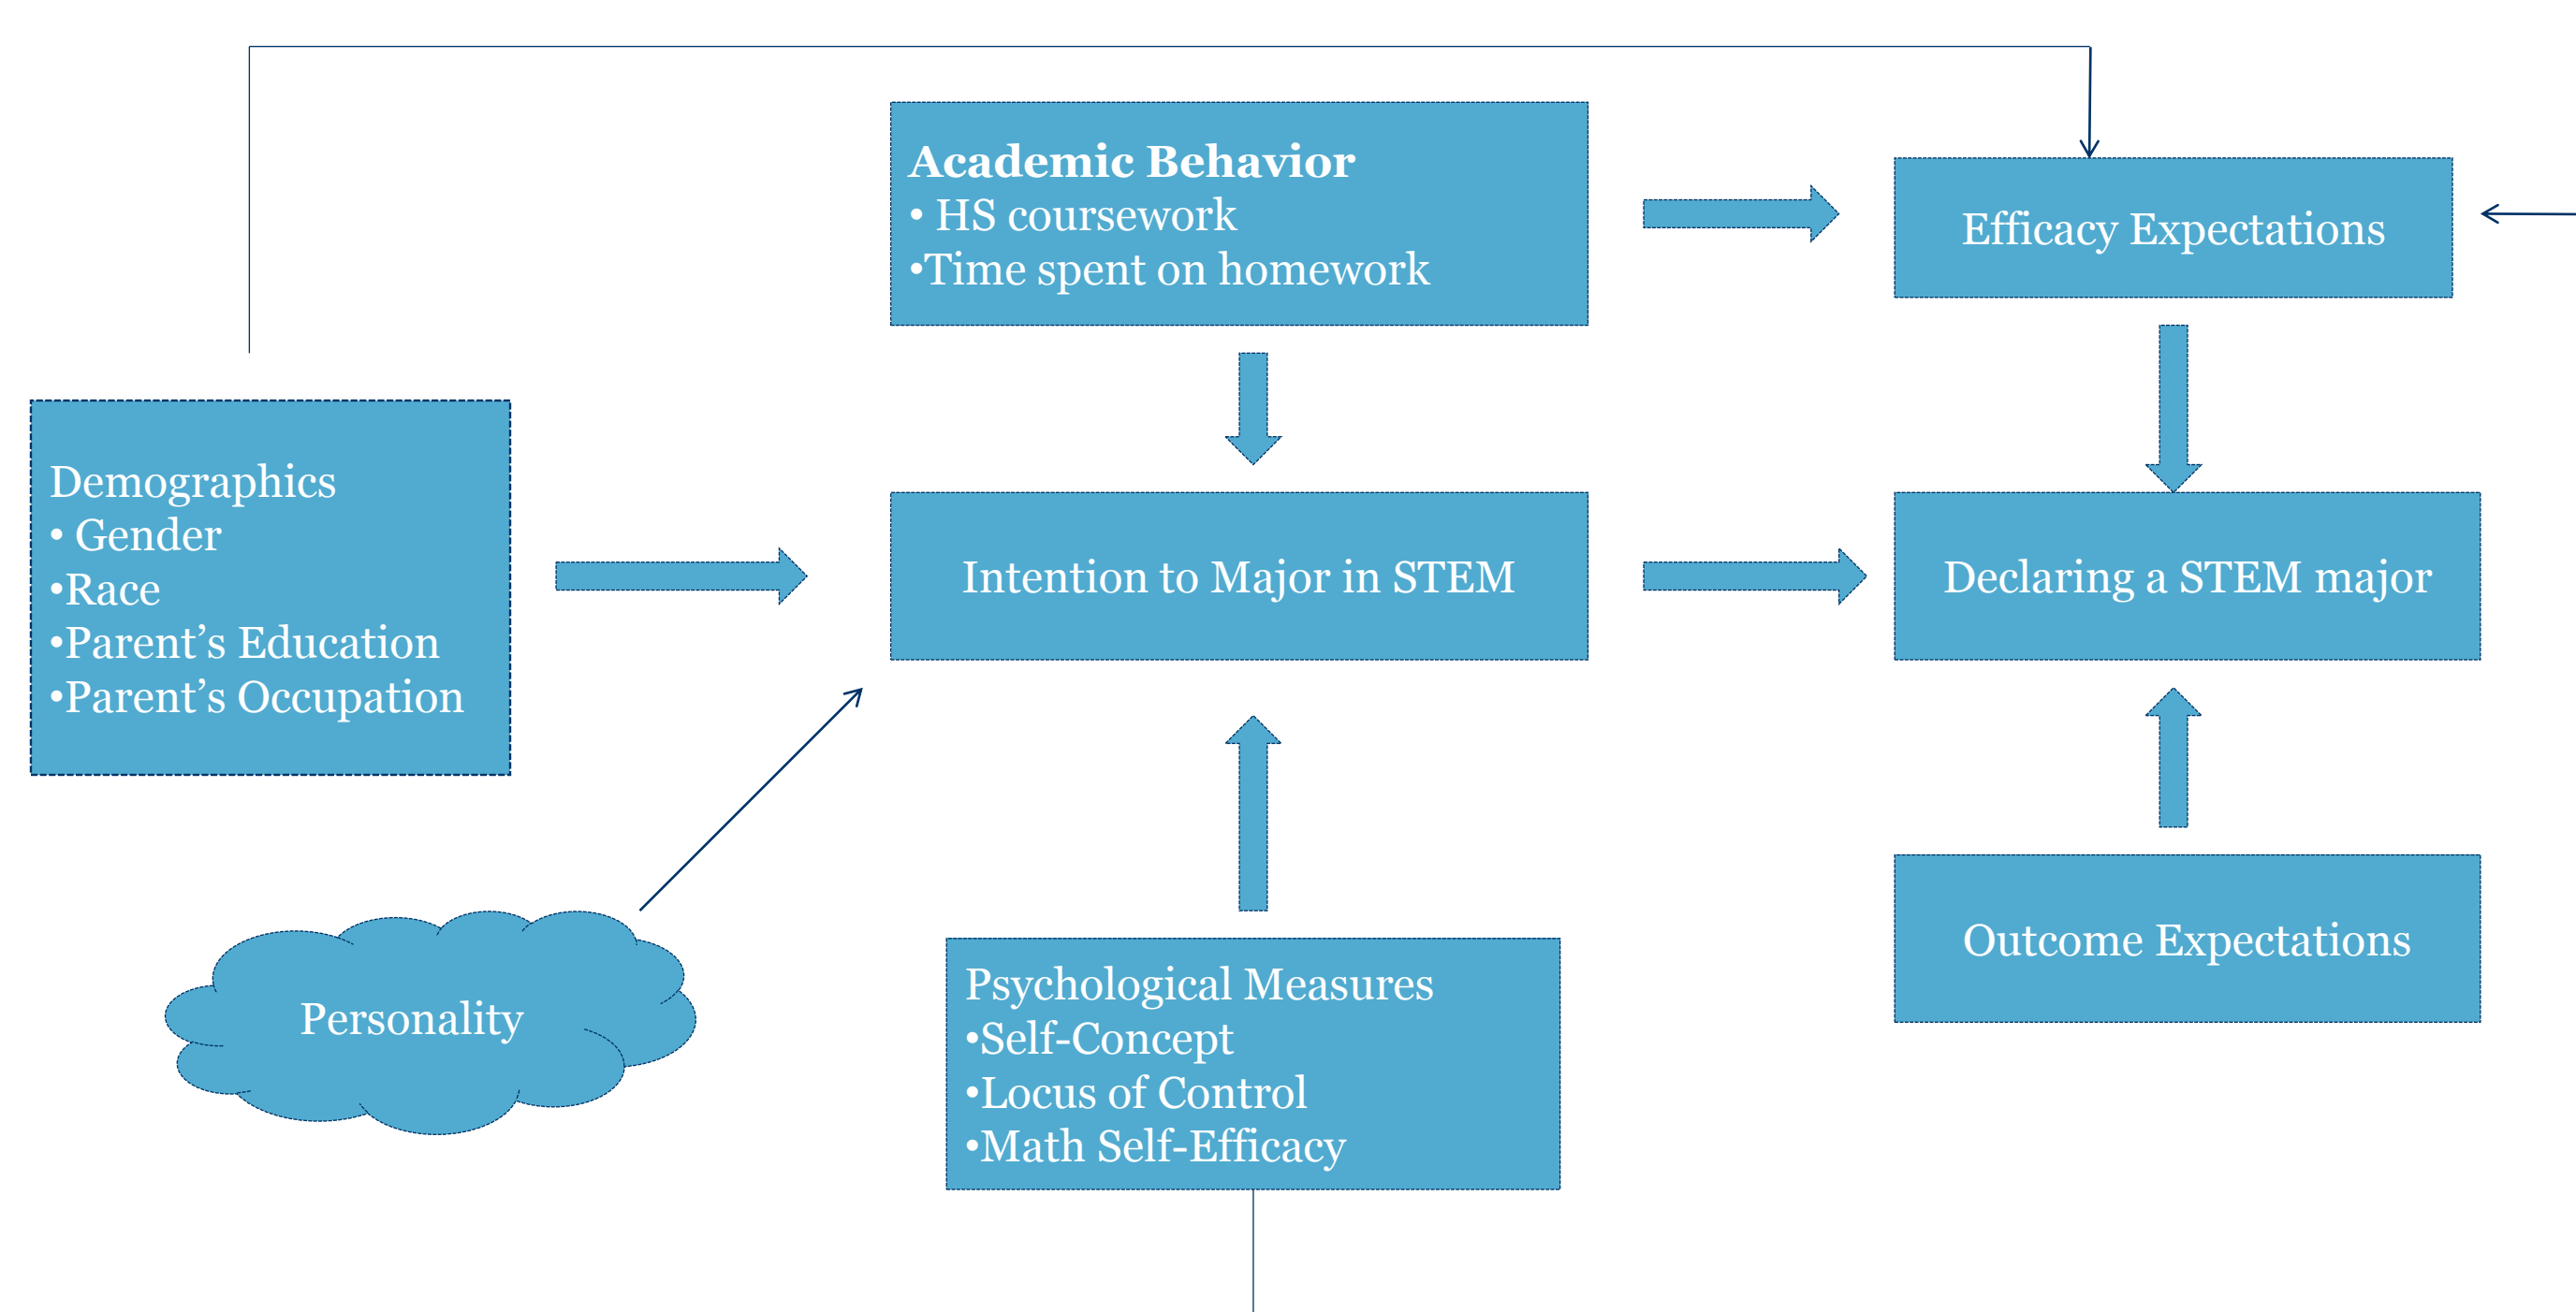 Academic Behavior
• HS coursework
•Time spent on homework
Efficacy Expectations
Demographics
• Gender
•Race
•Parent’s Education
•Parent’s Occupation
Intention to Major in STEM
Declaring a STEM major
Personality
Psychological Measures
•Self-Concept
•Locus of Control
•Math Self-Efficacy
Outcome Expectations